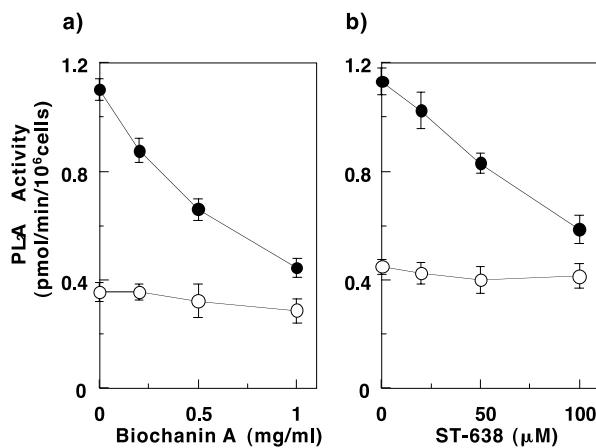 a)
b)
PL2A Activity
(pmol/min/10⁶cells)
1.2
0.8
0.4
0
0
0.5
1
Biochanin A (mg/ml)
1.2
0.8
0.4
0
0
50
100
ST-638 (µM)